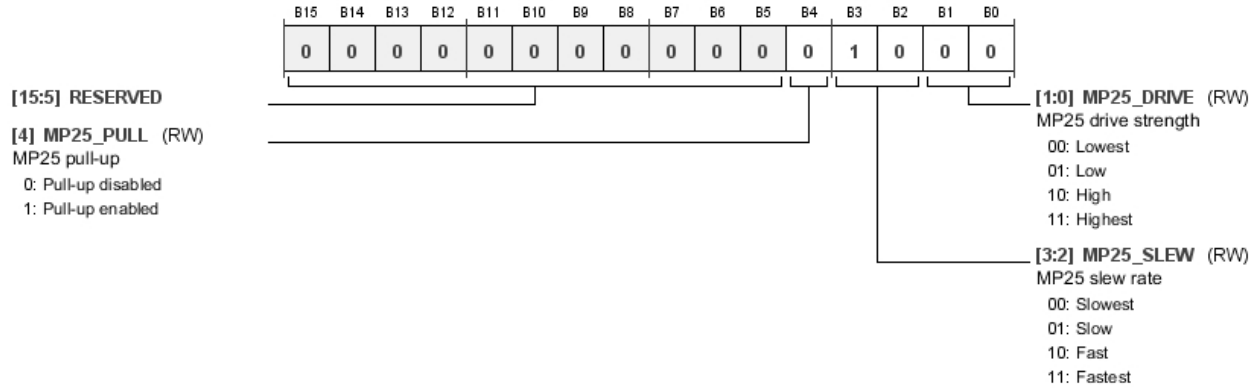 B15 B14 B13 B12 B11 B10 B9 B8 B7 B6 B5 B4 B3 B2 B1 B0
0 0 0 0 0 0 0 0 0 0 0 0 1 0 0 0
[15:5] RESERVED
[4] MP25_PULL (RW)
MP25 pull-up
0: Pull-up disabled
1: Pull-up enabled
[1:0] MP25_DRIVE (RW)
MP25 drive strength
00: Lowest
01: Low
10: High
11: Highest
[3:2] MP25_SLEW (RW)
MP25 slew rate
00: Slowest
01: Slow
10: Fast
11: Fastest